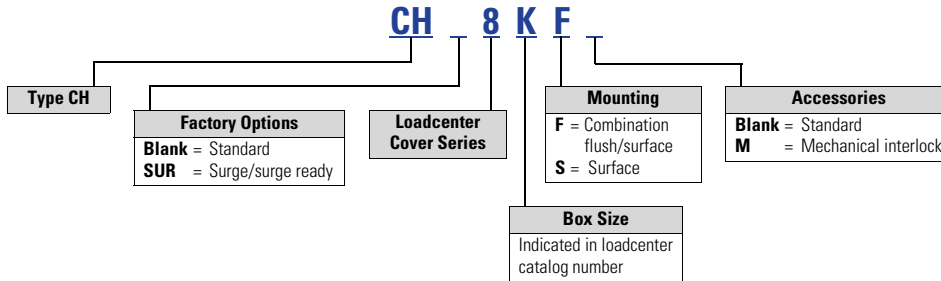 CH _ 8 K F _
Type CH
Factory Options
Blank = Standard
SUR = Surge/surge ready
Loadcenter
Cover Series
Mounting
F = Combination
flush/surface
S = Surface
Accessories
Blank = Standard
M = Mechanical interlock
Box Size
Indicated in loadcenter
catalog number